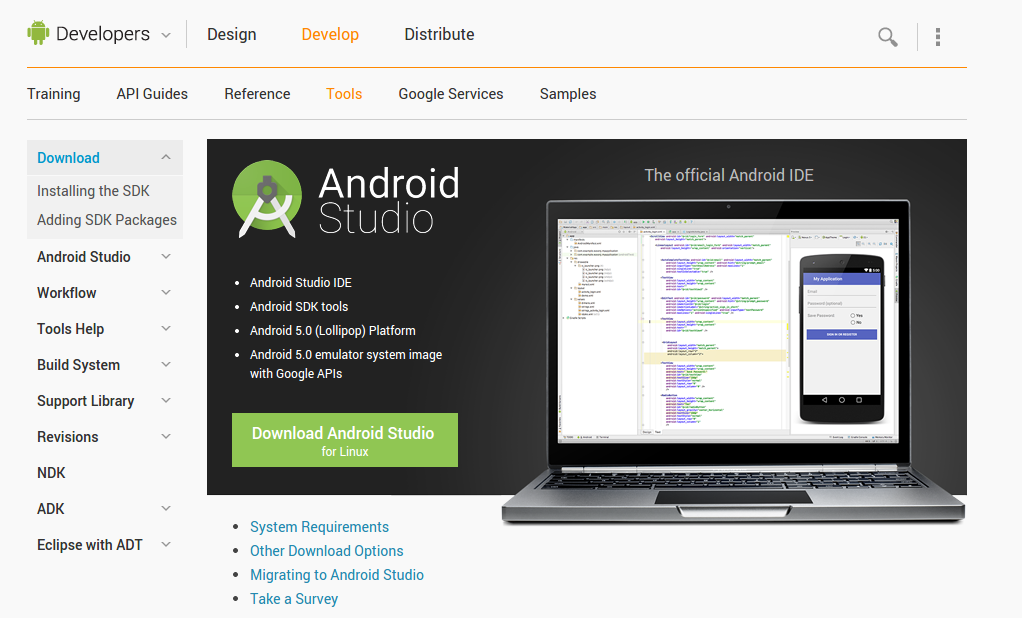 Developers
Design
Develop
Distribute
Training
API Guides
Reference
Tools
Google Services
Samples
Download
Installing the SDK
Adding SDK Packages
Android Studio
Workflow
Tools Help
Build System
Support Library
Revisions
NDK
ADK
Eclipse with ADT
Android
Studio
Android Studio IDE
Android SDK tools
Android 5.0 (Lollipop) Platform
Android 5.0 emulator system image
with Google APIs
Download Android Studio
for Linux
The official Android IDE
My Application
Email
Password (optional)
Save Password:
Yes
No
SIGN IN OR REGISTER
System Requirements
Other Download Options
Migrating to Android Studio
Take a Survey